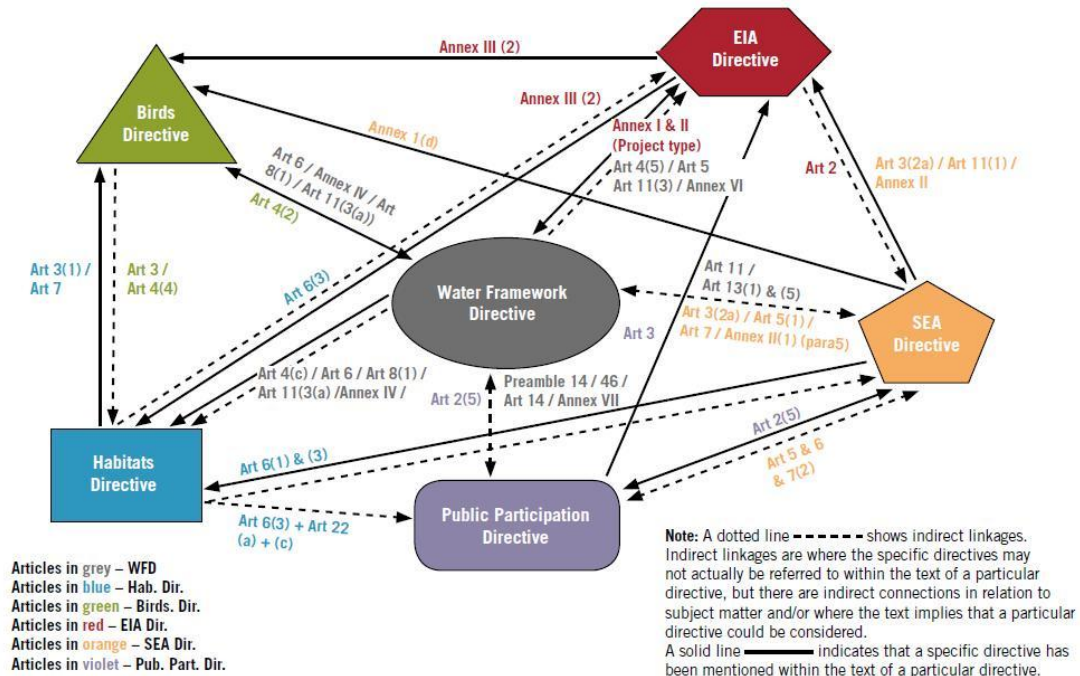 EIA
Directive
Annex III (2)
Birds
Directive
Annex III (2)
Annex 1(d)
Annex I & II
(Project type)
Art 4(5) / Art 5
Art 11(3) / Annex VI
Art 2
Art 3(2a) / Art 11(1) /
Annex II
Art 6 / Annex IV / Art
8(1) / Art 11(3(a))
Art 4(2)
Art 3(1) /
Art 7
Art 3 /
Art 4(4)
Art 6(3)
Water Framework
Directive
Art 11 /
Art 13(1) & (5)
Art 3(2a) / Art 5(1) /
Art 7 / Annex II(1) (para5)
Art 3
SEA
Directive
Art 4(c) / Art 6 / Art 8(1) /
Art 11(3(a) /Annex IV /
Art 2(5)
Preamble 14 / 46 /
Art 14 / Annex VII
Art 2(5)
Art 5 & 6
& 7(2)
Habitats
Directive
Art 6(1) & (3)
Art 6(3) + Art 22
(a) + (c)
Public Participation
Directive
Articles in grey – WFD
Articles in blue – Hab. Dir.
Articles in green – Birds. Dir.
Articles in red – EIA Dir.
Articles in orange – SEA Dir.
Articles in violet – Pub. Part. Dir.
Note: A dotted line shows indirect linkages.
Indirect linkages are where the specific directives may
not actually be referred to within the text of a particular
directive, but there are indirect connections in relation to
subject matter and/or where the text implies that a particular
directive could be considered.
A solid line indicates that a specific directive has
been mentioned within the text of a particular directive.